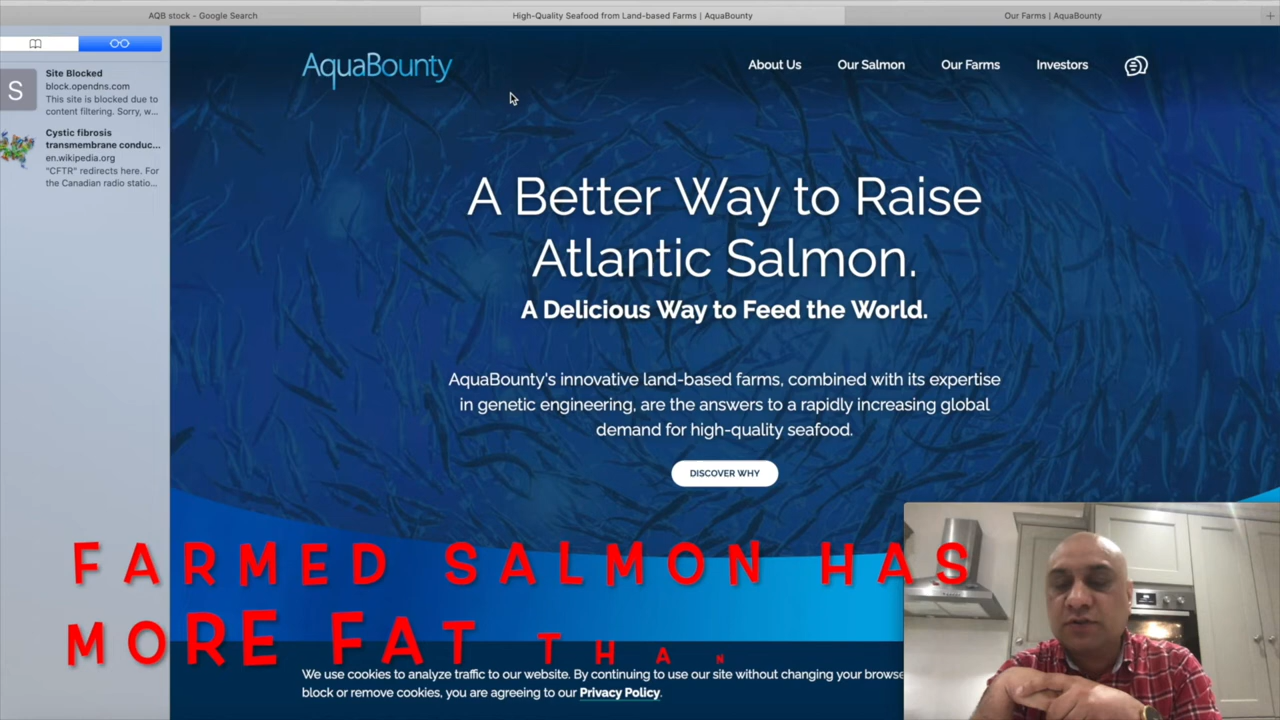 AQB stock - Google Search
High-Quality Seafood from Land-based Farms | AquaBounty
Our Farms | AquaBounty
S
Site Blocked
block.opendns.com
This site is blocked due to
content filtering. Sorry, w...
Cystic fibrosis
transmembrane conduc...
en.wikipedia.org
"CFTR" redirects here. For
the Canadian radio statio...
AquaBounty
About Us
Our Salmon
Our Farms
Investors
A Better Way to Raise
Atlantic Salmon.
A Delicious Way to Feed the World.
AquaBounty's innovative land-based farms, combined with its expertise
in genetic engineering, are the answers to a rapidly increasing global
demand for high-quality seafood.
DISCOVER WHY
FARMED SALMON HAS
MORE FAT THAN
We use cookies to analyze traffic to our website. By continuing to use our site without changing your browse
block or remove cookies, you are agreeing to our Privacy Policy.